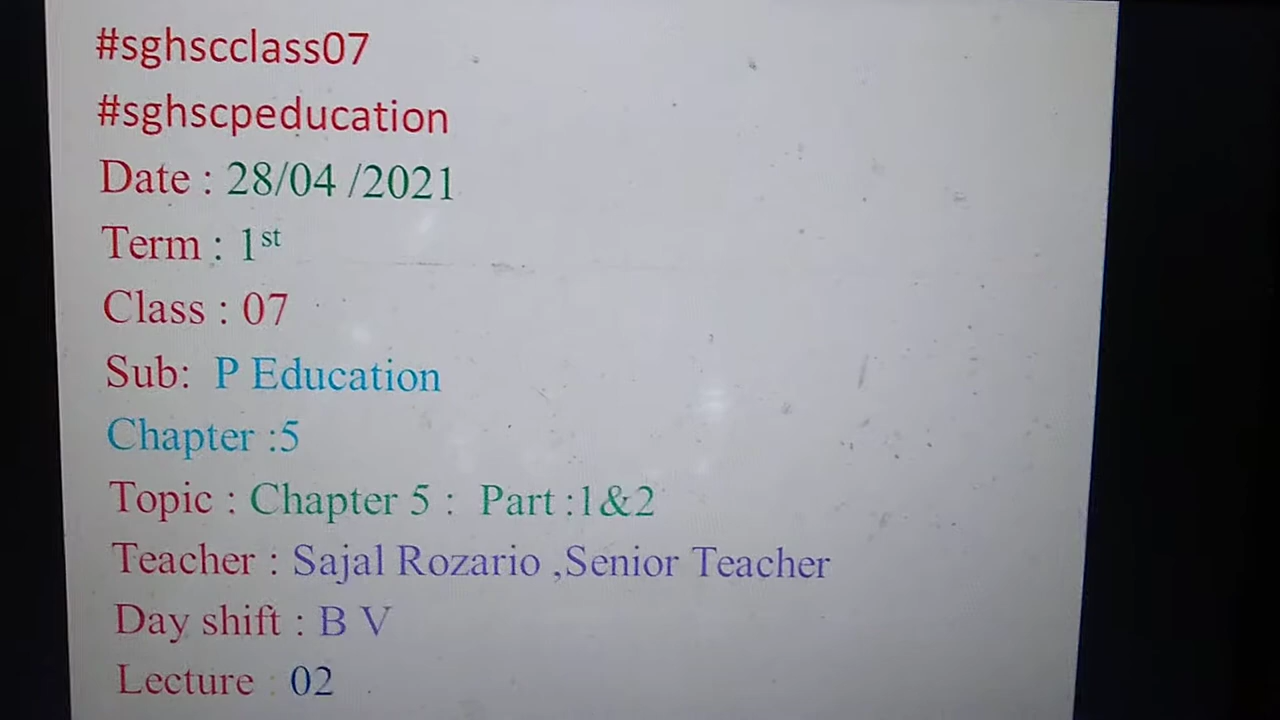 #sghscclass07
#sghscpeducation
Date : 28/04 /2021
Term : 1st
Class : 07
Sub: P Education
Chapter :5
Topic : Chapter 5 : Part :1&2
Teacher : Sajal Rozario ,Senior Teacher
Day shift : B V
Lecture : 02